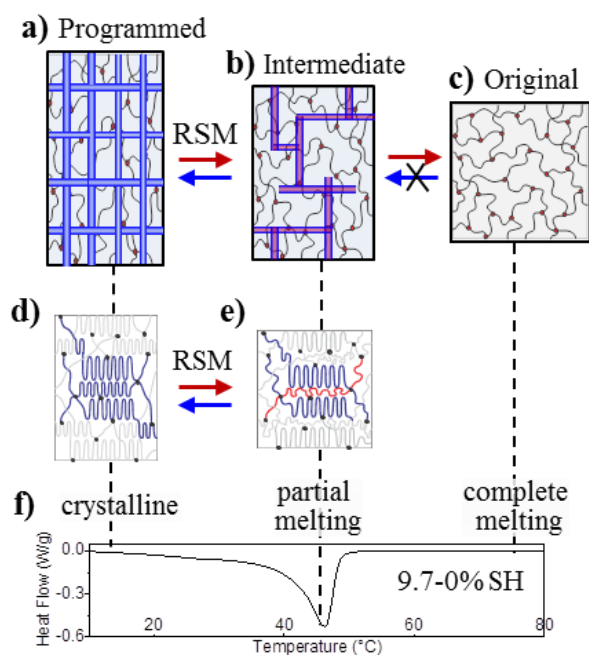 a) Programmed
b) Intermediate
c) Original
RSM
d)
e)
RSM
f) crystalline
partial
melting
complete
melting
0.0
-0.3
-0.6
Heat Flow (W/g)
9.7-0% SH
20
40
60
80
Temperature (°C)